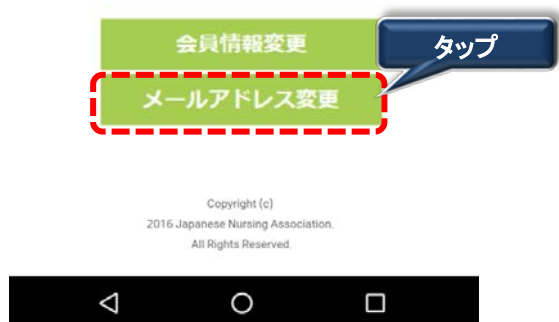 会員情報変更
タップ
メールアドレス変更
Copyright (c)
2016 Japanese Nursing Association.
All Rights Reserved.